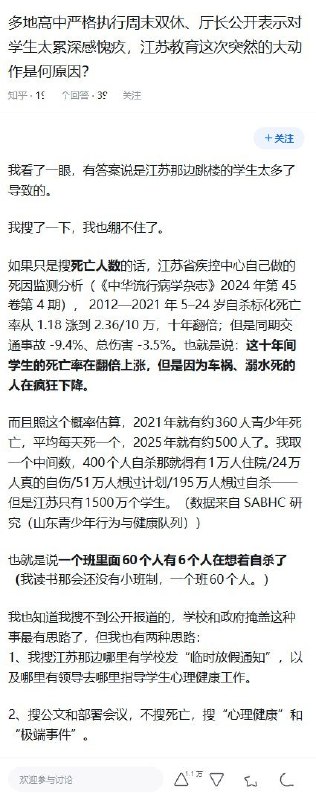 多地高中严格执行周末双休、厅长公开表示对
学生太累深感愧疚，江苏教育这次突然的大动
作是何原因？
知乎 · 19 个回答 · 39 关注
+ 关注
我看了一眼，有答案说是江苏那边跳楼的学生太多了
导致的。
我搜了一下，我也绷不住了。
如果只是搜死亡人数的话，江苏省疾控中心自己做的
死因监测分析（《中华流行病学杂志》2024 年第 45
卷第 4 期），2012—2021 年 5–24 岁自杀标化死亡
率从 1.18 涨到 2.36/10 万，十年翻倍；但是同期交
通事故 -9.4%、总伤害 -3.5%。也就是说：这十年间
学生的死亡率在翻倍上涨，但是因为车祸、溺水死的
人在疯狂下降。
而且照这个概率估算，2021年就有约360人青少年死
亡，平均每天死一个，2025年就有约500人了。我取
一个中间数，400个自杀那就得有1万人住院/24万
人真的自伤/51万人想过计划/195万人想过自杀——
但是江苏只有1500万个学生。（数据来自 SABHC 研
究（山东青少年行为与健康队列））
也就是说一个班里面60个人有6个人在想着自杀了
（我读书那会还没有小班制，一个班60个人。）
我也知道我搜不到公开报道的，学校和政府掩盖这种
事最有思路了，但我也有两种思路：
1、我搜江苏那边哪里有学校发“临时放假通知”，以
及哪里有领导去哪里指导学生心理健康工作。
2、搜公文和部署会议，不搜死亡，搜“心理健康”和
“极端事件”。
欢迎参与讨论
1.1万